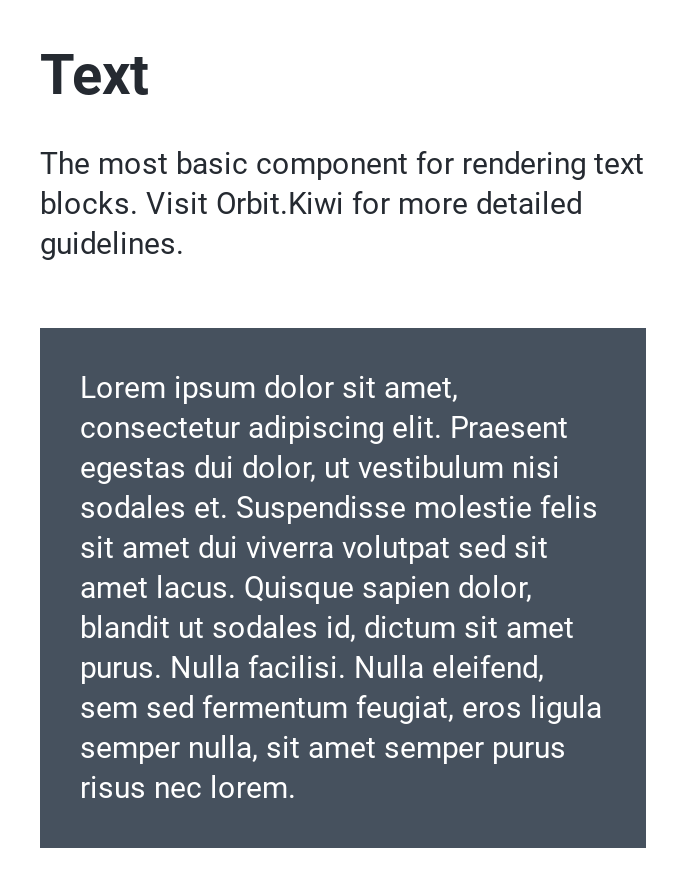 Text
The most basic component for rendering text
blocks. Visit Orbit.Kiwi for more detailed
guidelines.
Lorem ipsum dolor sit amet,
consectetur adipiscing elit. Praesent
egestas dui dolor, ut vestibulum nisi
sodales et. Suspendisse molestie felis
sit amet dui viverra volutpat sed sit
amet lacus. Quisque sapien dolor,
blandit ut sodales id, dictum sit amet
purus. Nulla facilisi. Nulla eleifend,
sem sed fermentum feugiat, eros ligula
semper nulla, sit amet semper purus
risus nec lorem.